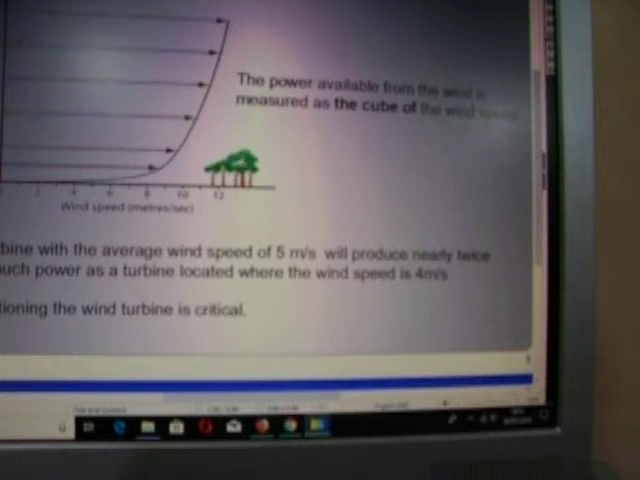 The power available from the wind is
measured as the cube of the wind speed
8 10 12
Wind speed (metres/sec)
bine with the average wind speed of 5 m/s will produce nearly twice
uch power as a turbine located where the wind speed is 4m/s
tioning the wind turbine is critical.